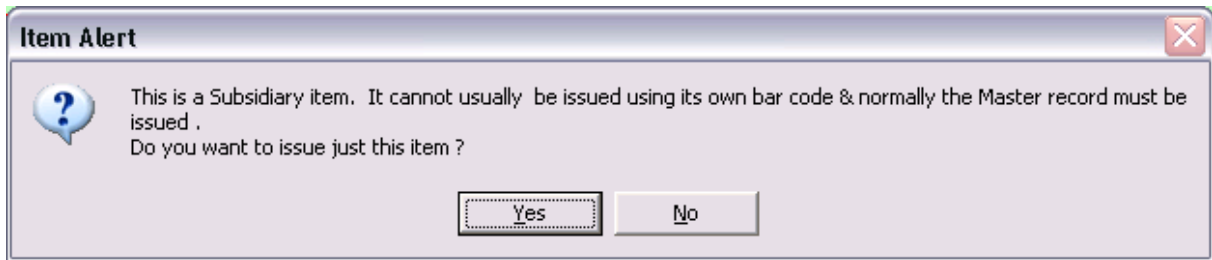 Item Alert
This is a Subsidiary item.  It cannot usually  be issued using its own bar code & normally the Master record must be
issued .
Do you want to issue just this item ?
Yes
No